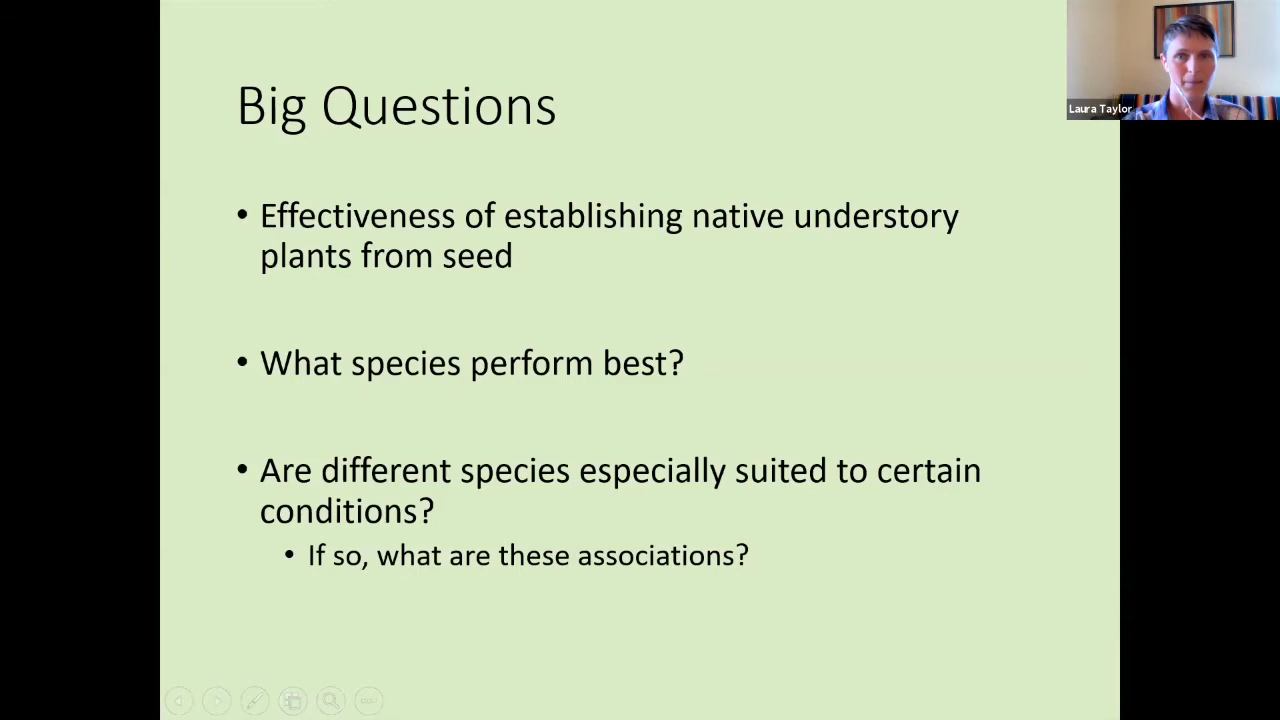 Big Questions
• Effectiveness of establishing native understory
plants from seed
• What species perform best?
• Are different species especially suited to certain
conditions?
• If so, what are these associations?
Laura Taylor